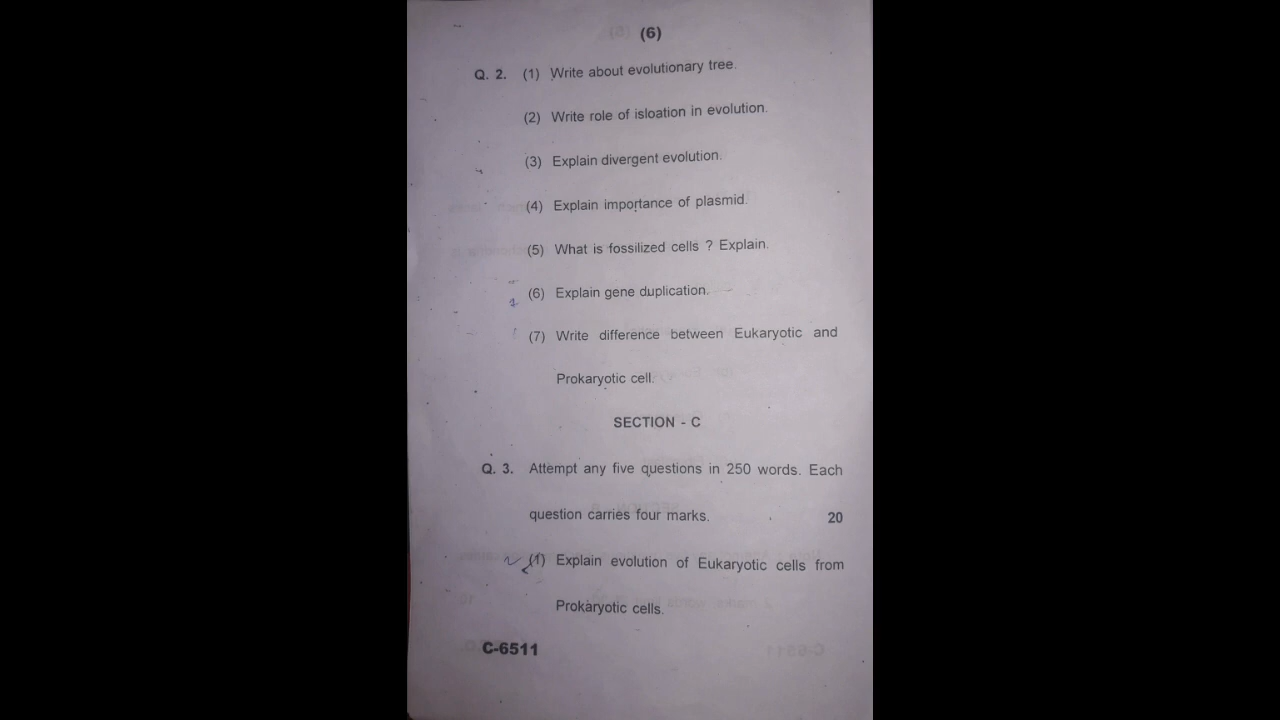 (6)
Q. 2. (1) Write about evolutionary tree.
(2) Write role of isloation in evolution.
(3) Explain divergent evolution.
(4) Explain importance of plasmid.
(5) What is fossilized cells ? Explain.
(6) Explain gene duplication.
(7) Write difference between Eukaryotic and
Prokaryotic cell.
SECTION - C
Q. 3. Attempt any five questions in 250 words. Each
question carries four marks. 20
(1) Explain evolution of Eukaryotic cells from
Prokaryotic cells.
C-6511